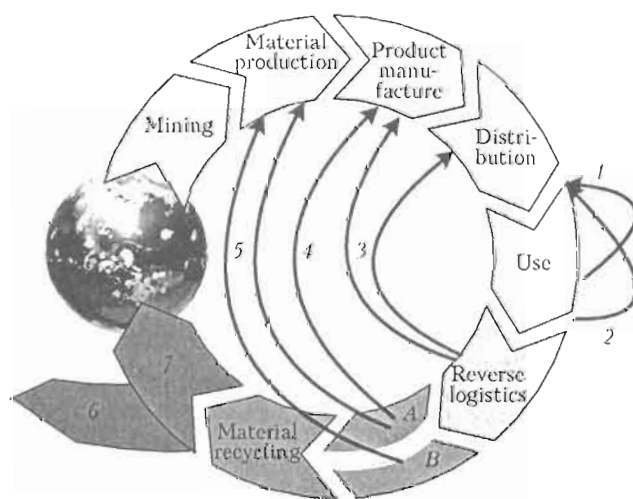 Material
production
Product
manu-
facture
Mining
Distri-
bution
1
5
4
3
Use
2
Reverse
logistics
7
6
A
Material
recycling
B